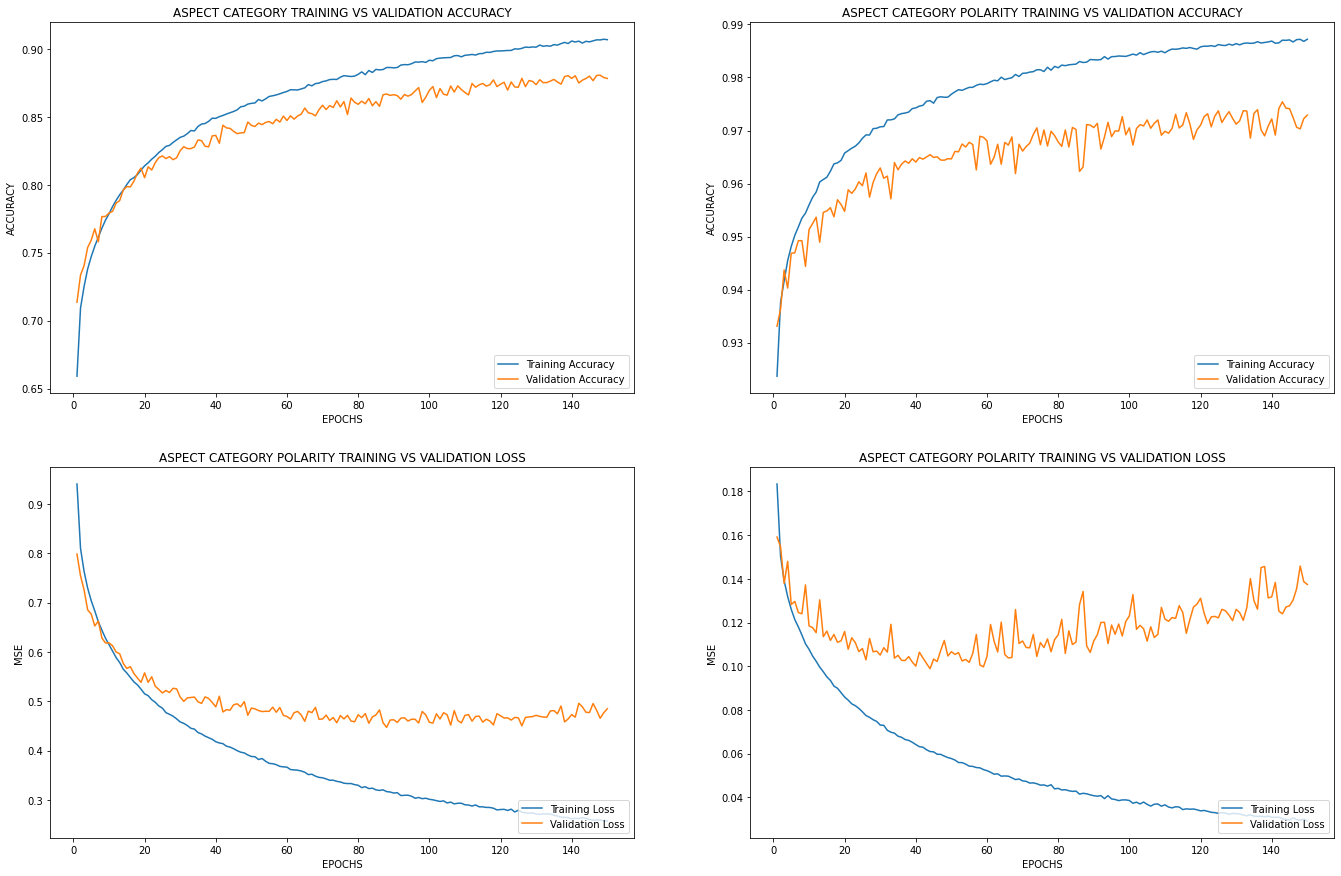 ASPECT CATEGORY TRAINING VS VALIDATION ACCURACY
0.90
0.85
0.80
0.75
0.70
0.65
ACCURACY
0 20 40 60 80 100 120 140
EPOCHS
Training Accuracy
Validation Accuracy
ASPECT CATEGORY POLARITY TRAINING VS VALIDATION ACCURACY
0.99
0.98
0.97
0.96
0.95
0.94
0.93
ACCURACY
0 20 40 60 80 100 120 140
EPOCHS
Training Accuracy
Validation Accuracy
ASPECT CATEGORY POLARITY TRAINING VS VALIDATION LOSS
0.9
0.8
0.7
0.6
0.5
0.4
0.3
MSE
0 20 40 60 80 100 120 140
EPOCHS
Training Loss
Validation Loss
ASPECT CATEGORY POLARITY TRAINING VS VALIDATION LOSS
0.18
0.16
0.14
0.12
0.10
0.08
0.06
0.04
MSE
0 20 40 60 80 100 120 140
EPOCHS
Training Loss
Validation Loss